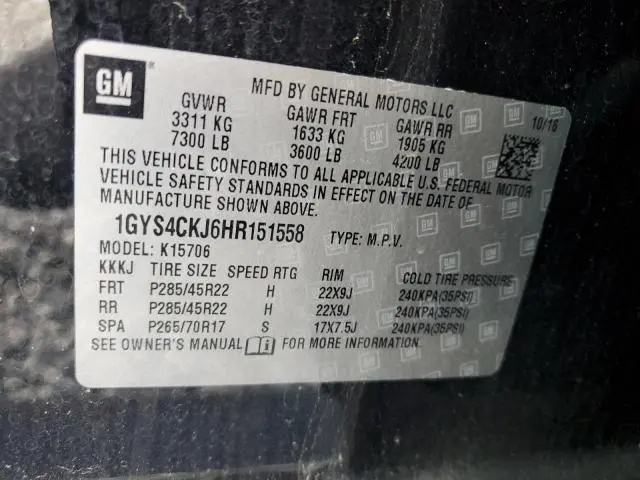 GM
MFD BY GENERAL MOTORS LLC
10/16
GVWR GAWR FRT GAWR RR
3311 KG 1633 KG 1905 KG
7300 LB 3600 LB 4200 LB
THIS VEHICLE CONFORMS TO ALL APPLICABLE U.S. FEDERAL MOTOR
VEHICLE SAFETY STANDARDS IN EFFECT ON THE DATE OF
MANUFACTURE SHOWN ABOVE.
1GYS4CKJ6HR151558 TYPE: M.P.V.
MODEL: K15706
KKKJ TIRE SIZE SPEED RTG RIM COLD TIRE PRESSURE
FRT P285/45R22 H 22X9J 240KPA(35PSI)
RR P285/45R22 H 22X9J 240KPA(35PSI)
SPA P265/70R17 S 17X7.5J 240KPA(35PSI)
SEE OWNER'S MANUAL FOR MORE INFORMATION